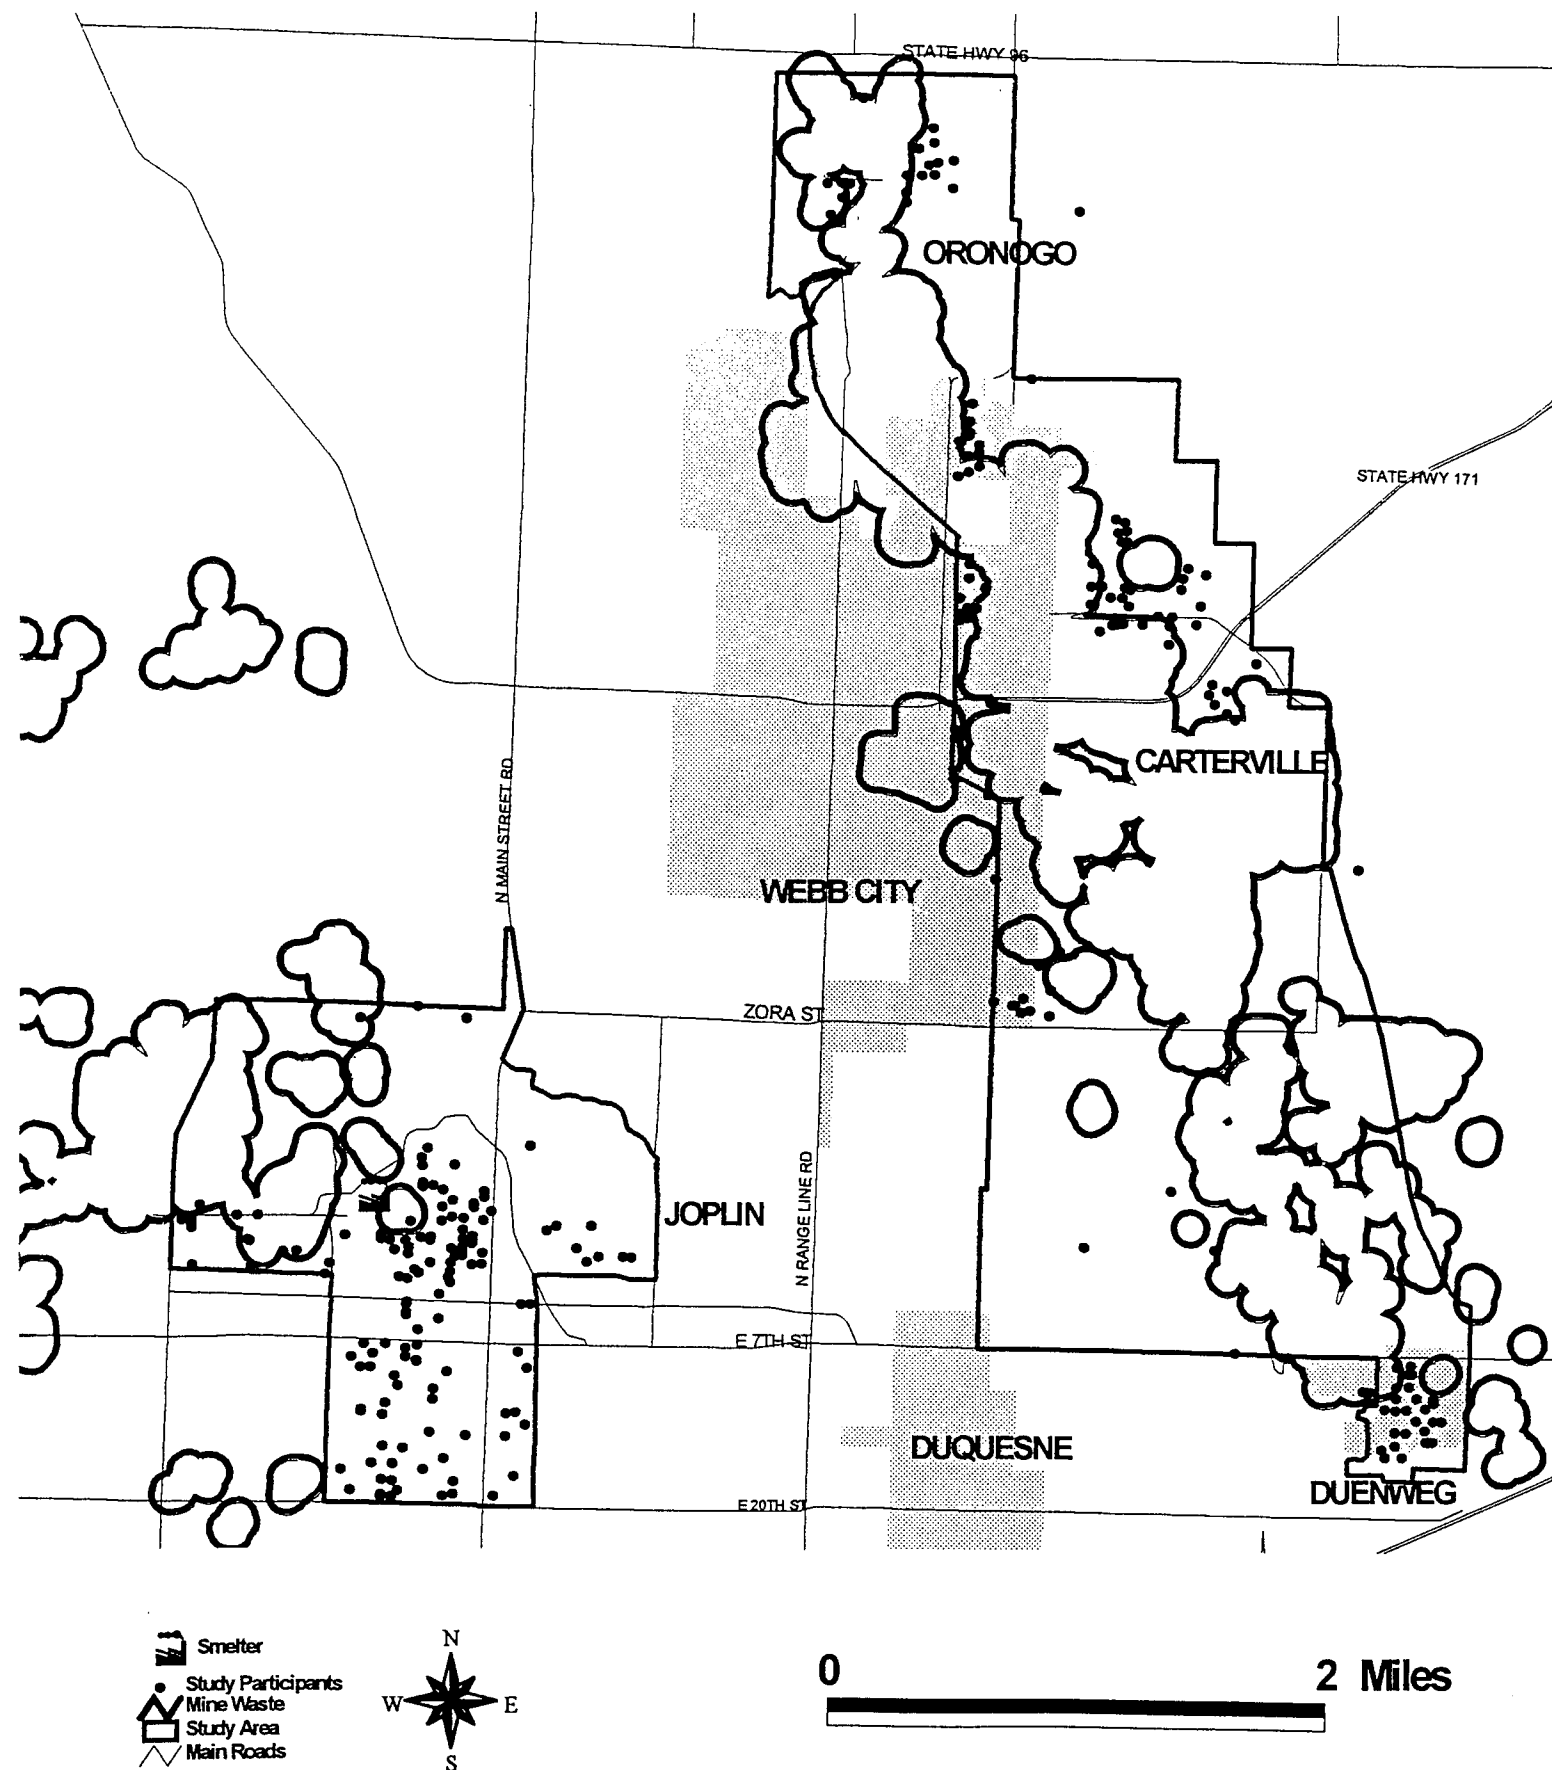 STATE HWY 96
ORONOGO
STATE HWY 171
CARTERVILLE
N MAIN STREET RD
WEBB CITY
ZORA ST
JOPLIN
N RANGE LINE RD
E 7TH ST
DUQUESNE
DUENWEG
E 20TH ST
Smelter
Study Participants
Mine Waste
Study Area
Main Roads
N
W E
S
0 2 Miles